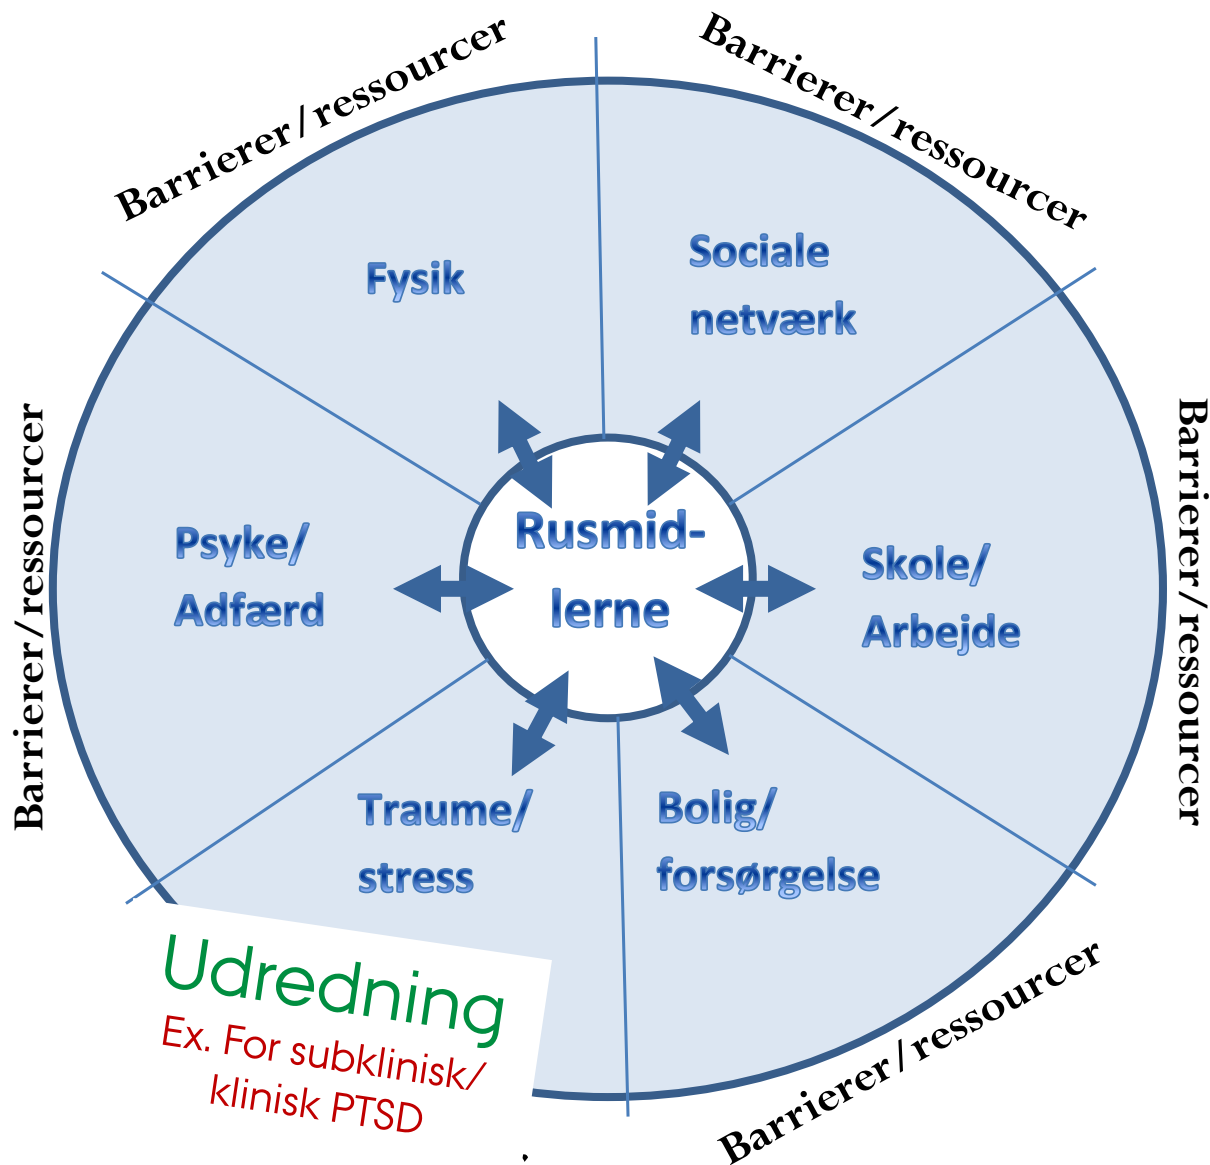 Barrierer/ressourcer
Barrierer/ressourcer
Fysik
Sociale
netværk
Barrierer/ressourcer
Barrierer/ressourcer
Psyke/
Adfærd
Rusmid-
lerne
Skole/
Arbejde
Traume/
stress
Bolig/
forsørgelse
Udredning
Ex. For subklinisk/
klinisk PTSD
Barrierer/ressourcer